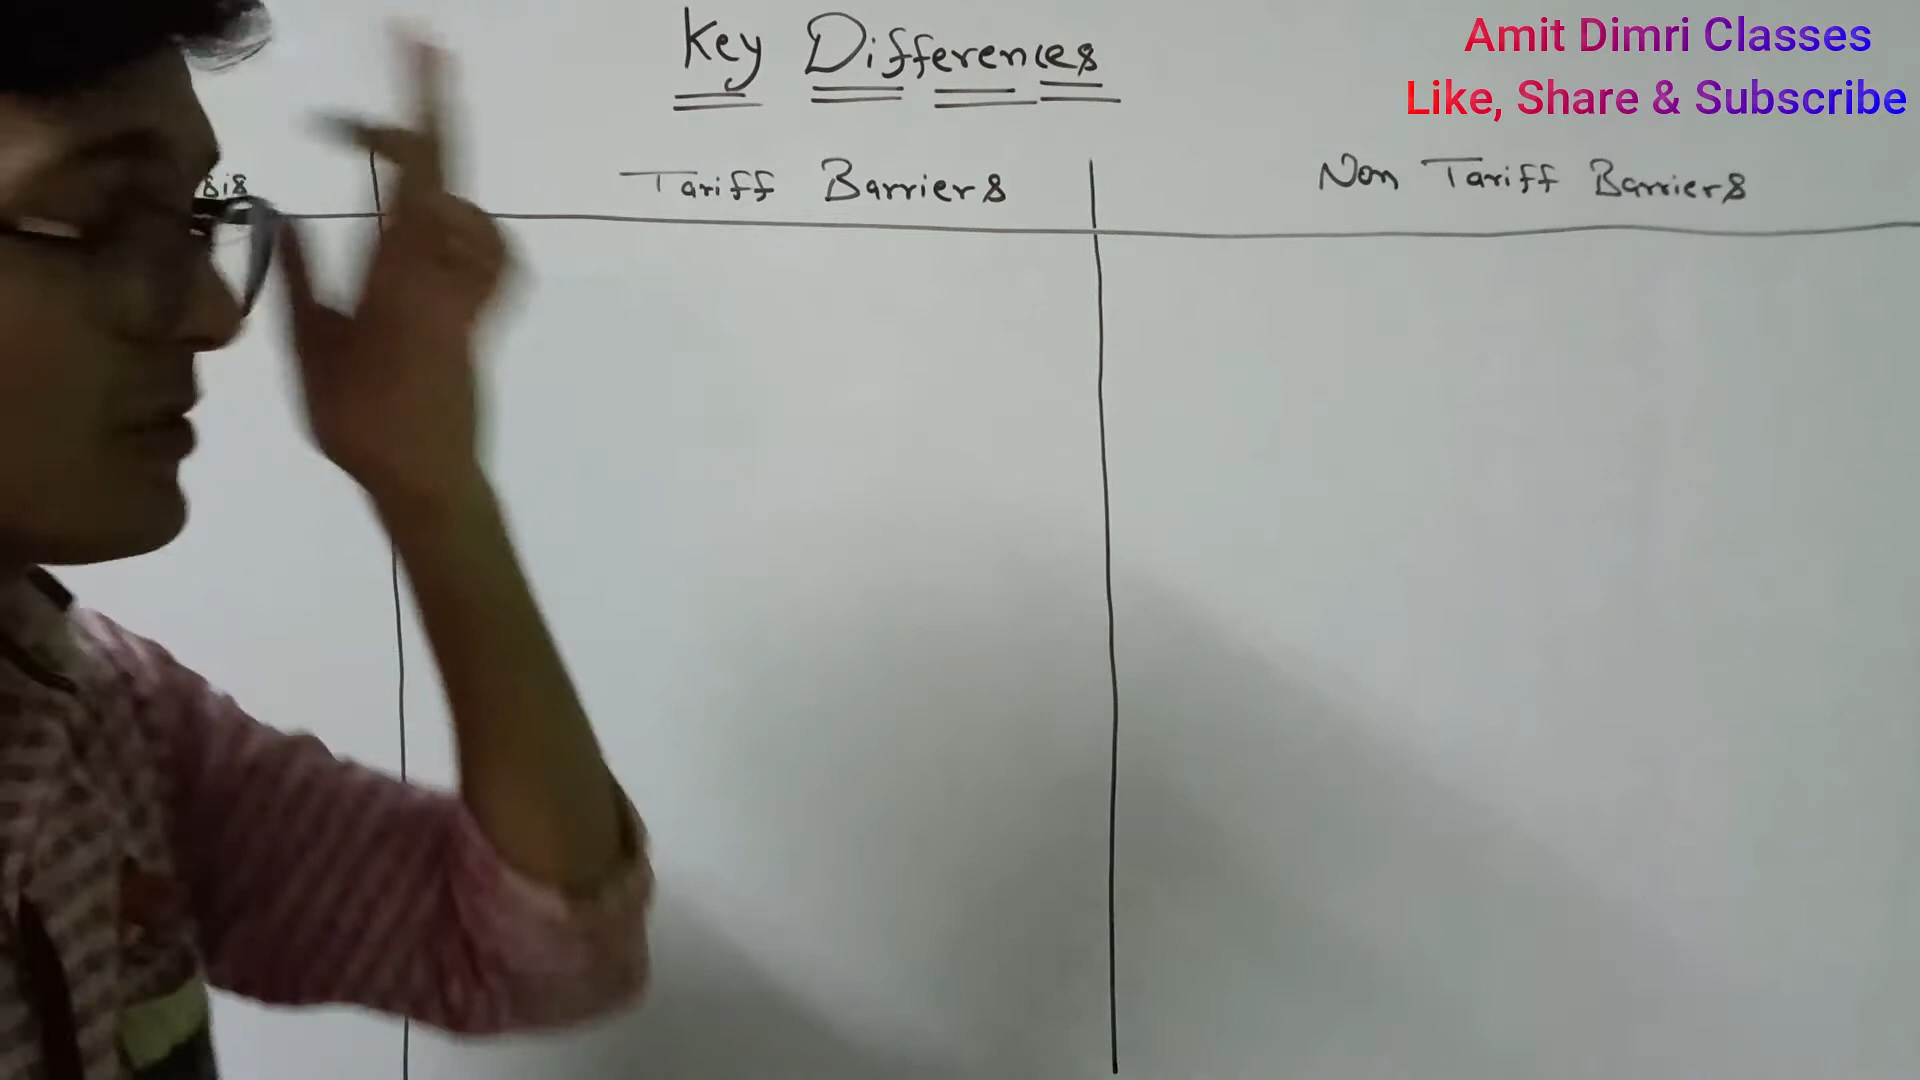 Key Differences
Amit Dimri Classes
Like, Share & Subscribe
Tariff Barriers
Non Tariff Barriers